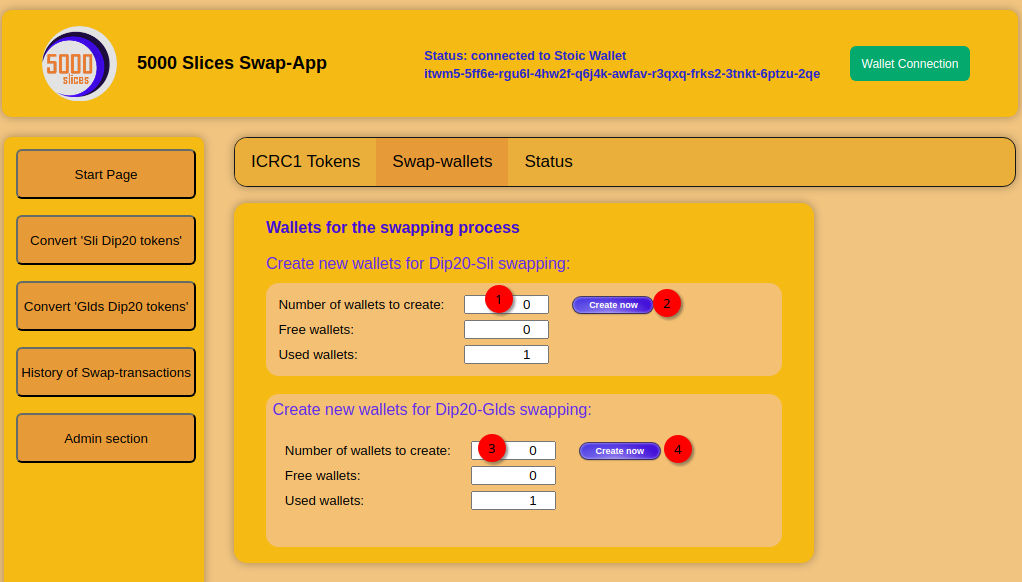 5000
slices
5000 Slices Swap-App
Status: connected to Stoic Wallet
itwm5-5ff6e-rgu6l-4hw2f-q6j4k-awfav-r3qxq-frks2-3tnkt-6ptzu-2qe
Wallet Connection
Start Page
Convert 'Sli Dip20 tokens'
Convert 'Glds Dip20 tokens'
History of Swap-transactions
Admin section
ICRC1 Tokens Swap-wallets Status
Wallets for the swapping process
Create new wallets for Dip20-Sli swapping:
Number of wallets to create: 1 0 Create now 2
Free wallets: 0
Used wallets: 1
Create new wallets for Dip20-Glds swapping:
Number of wallets to create: 3 0 Create now 4
Free wallets: 0
Used wallets: 1